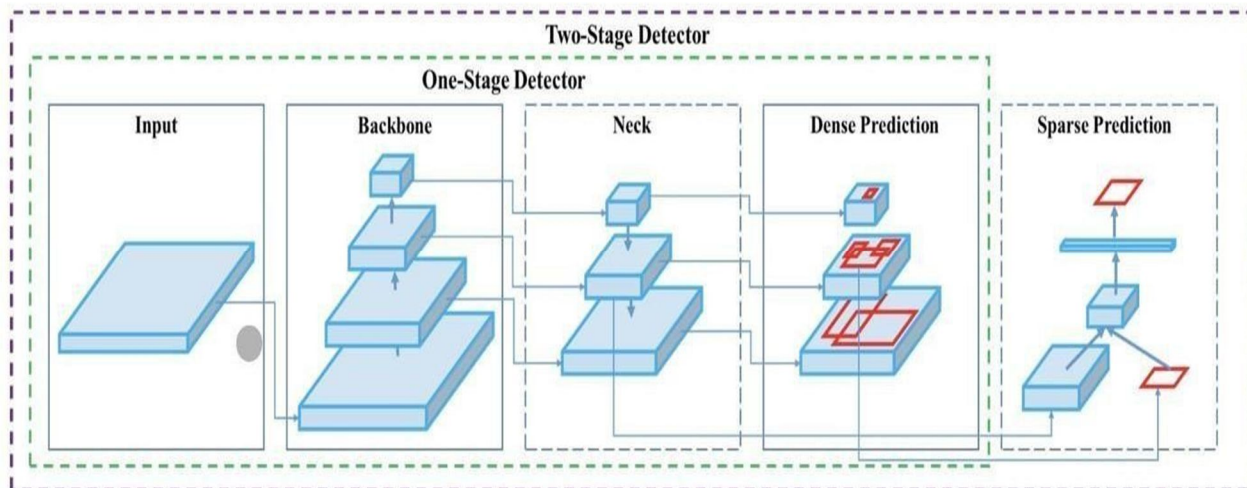 Two-Stage Detector
One-Stage Detector
Input
Backbone
Neck
Dense Prediction
Sparse Prediction